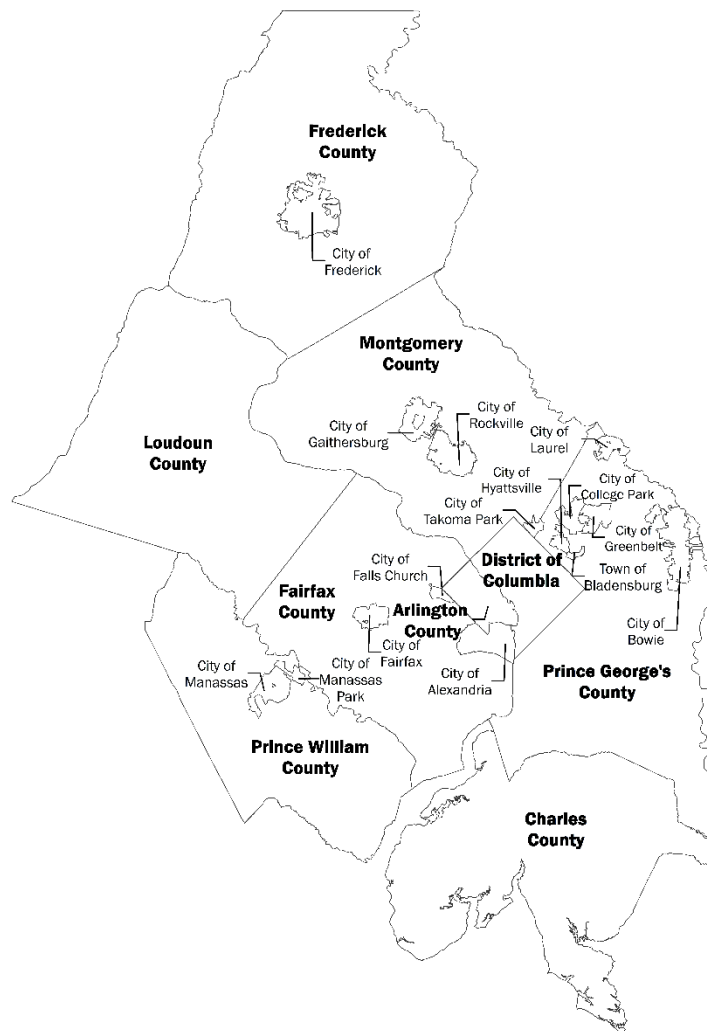 Frederick
County
City of
Frederick
Montgomery
County
City of
Rockville
City of
Gaithersburg
City of
Laurel
Loudoun
County
City of
Hyattsville
City of
College Park
City of
Takoma Park
City of
Greenbelt
District of
Columbia
City of
Falls Church
Town of
Bladensburg
Fairfax
County
Arlington
County
City of
Bowie
City of
Fairfax
City of
Manassas
City of
Manassas
Park
City of
Alexandria
Prince George's
County
Prince William
County
Charles
County